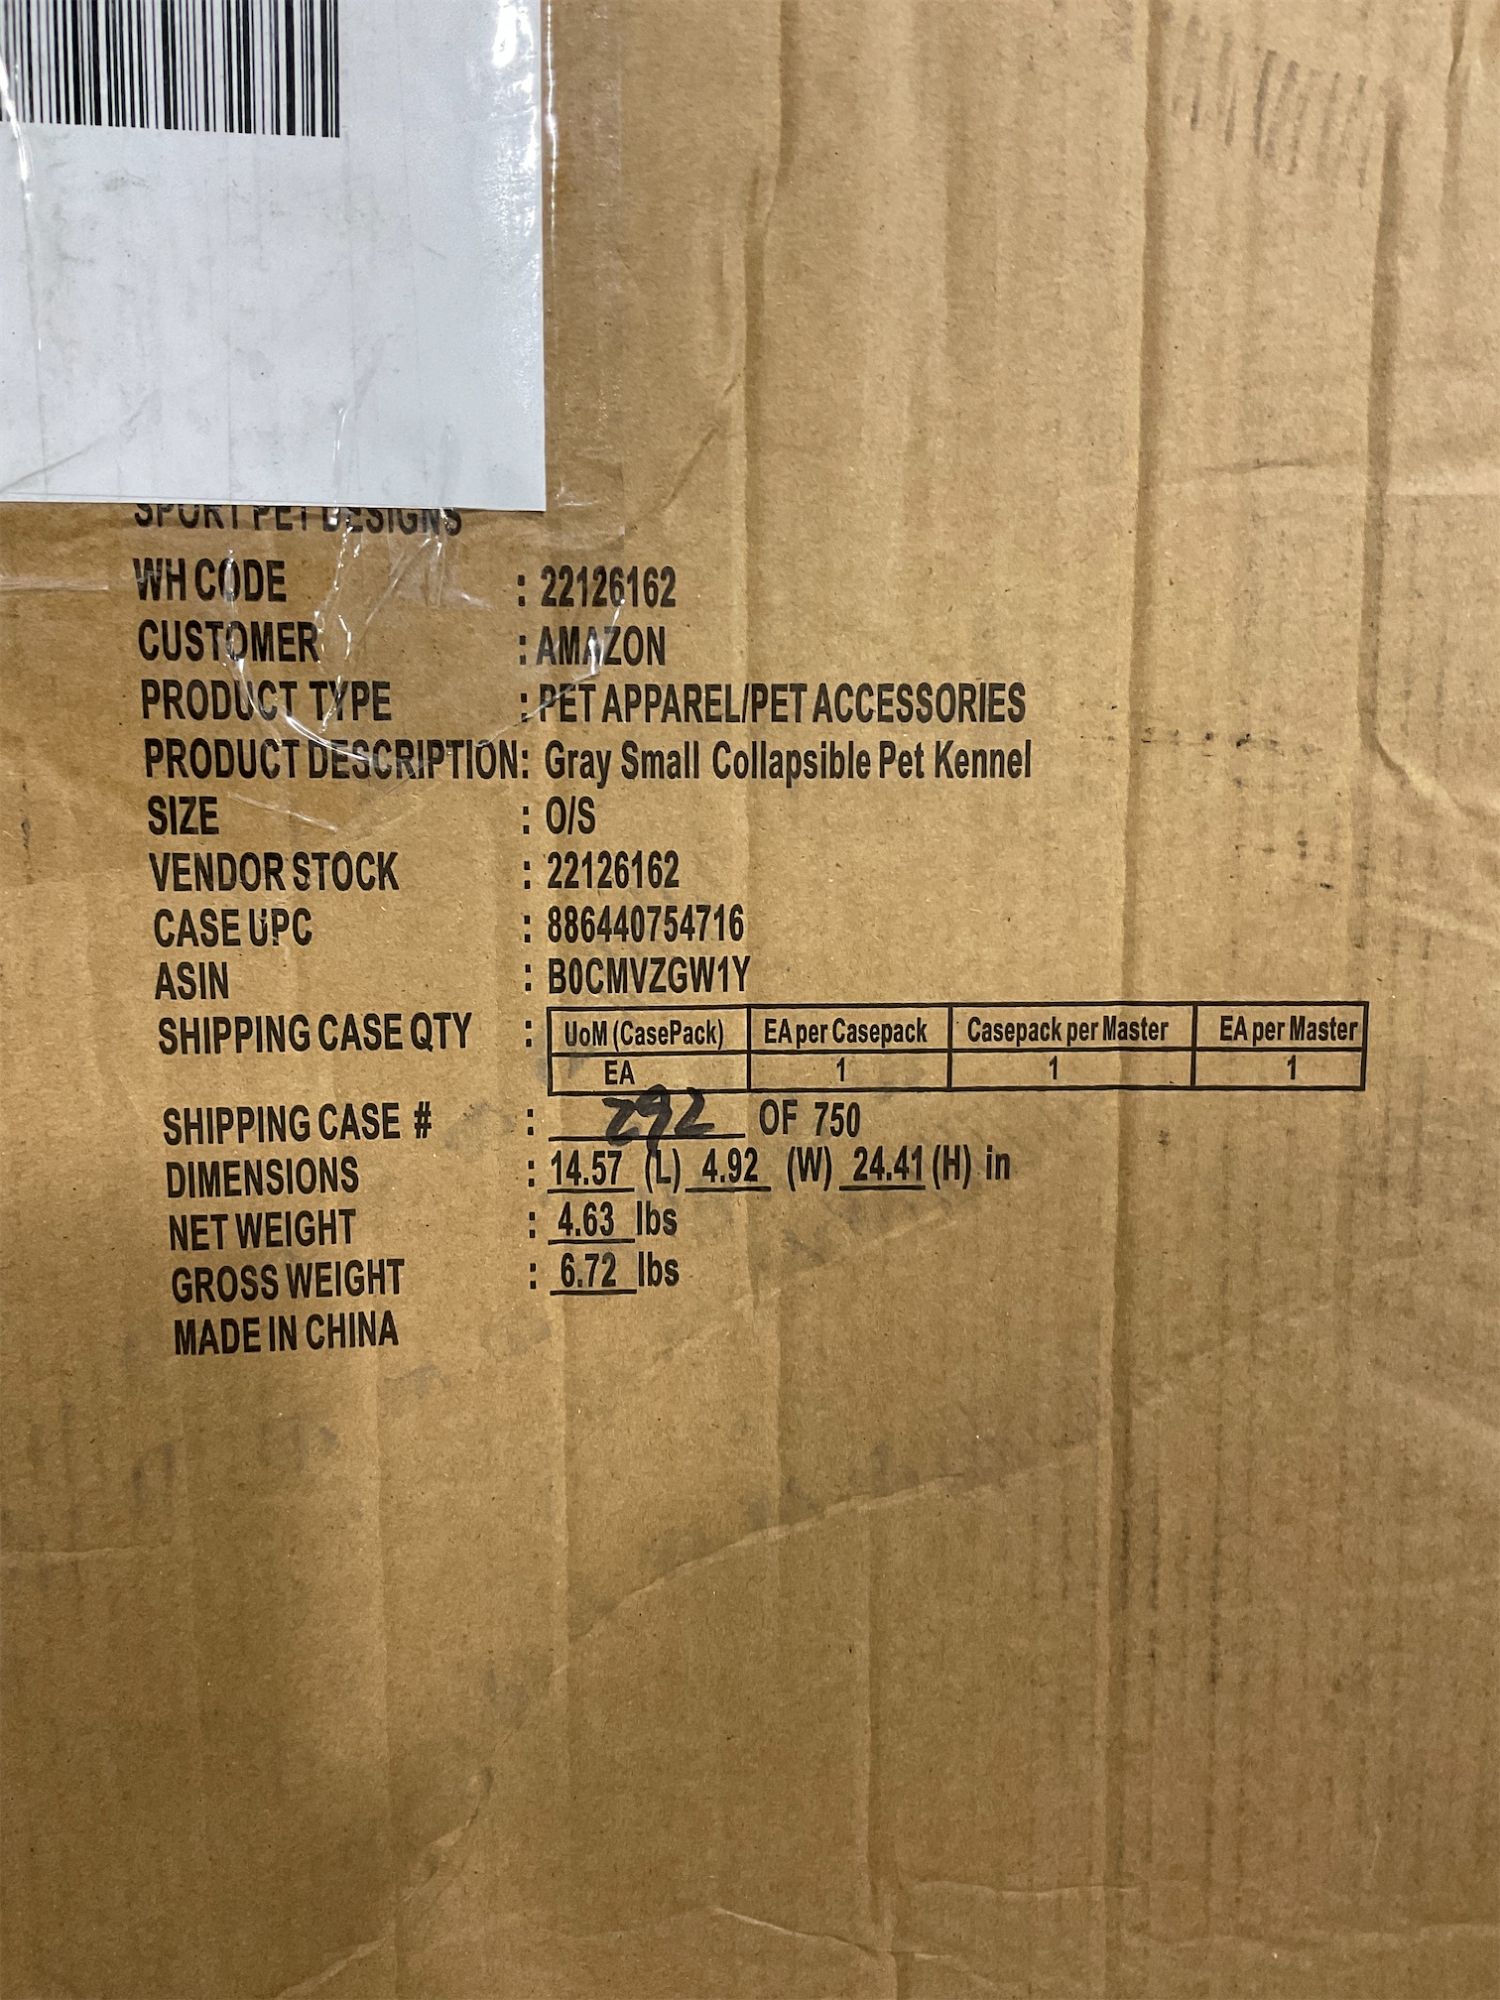 SPORT PET DESIGNS
WH CODE : 22126162
CUSTOMER : AMAZON
PRODUCT TYPE : PET APPAREL/PET ACCESSORIES
PRODUCT DESCRIPTION: Gray Small Collapsible Pet Kennel
SIZE : O/S
VENDOR STOCK : 22126162
CASE UPC : 886440754716
ASIN : B0CMVZGW1Y
SHIPPING CASE QTY : UoM (CasePack) EA per Casepack Casepack per Master EA per Master
EA 1 1 1
SHIPPING CASE # : 292 OF 750
DIMENSIONS : 14.57 (L) 4.92 (W) 24.41 (H) in
NET WEIGHT : 4.63 lbs
GROSS WEIGHT : 6.72 lbs
MADE IN CHINA